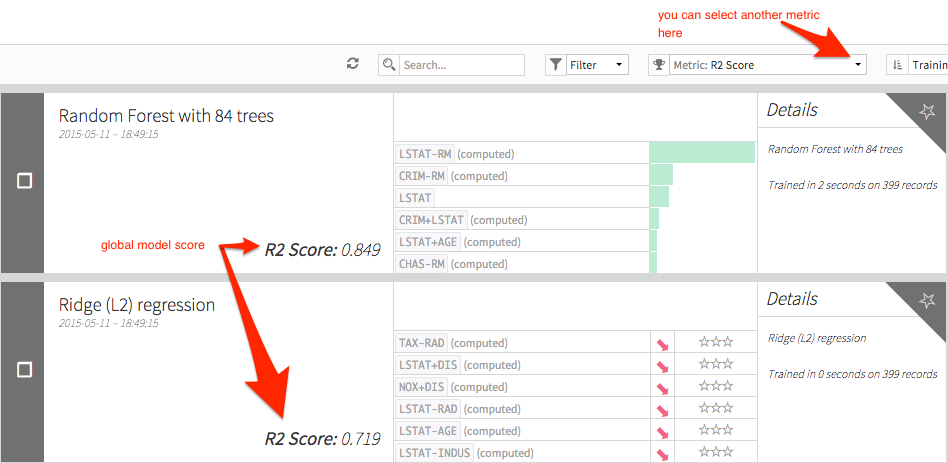 you can select another metric
here
Search...
Filter
Metric: R2 Score
Trainin
Random Forest with 84 trees
2015-05-11 – 18:49:15
LSTAT-RM (computed)
CRIM-RM (computed)
LSTAT
CRIM+LSTAT (computed)
LSTAT+AGE (computed)
CHAS-RM (computed)
global model score
R2 Score: 0.849
Details
Random Forest with 84 trees
Trained in 2 seconds on 399 records
Ridge (L2) regression
2015-05-11 – 18:49:15
TAX-RAD (computed)
LSTAT+DIS (computed)
NOX+DIS (computed)
LSTAT-RAD (computed)
LSTAT-AGE (computed)
LSTAT-INDUS (computed)
R2 Score: 0.719
Details
Ridge (L2) regression
Trained in 0 seconds on 399 records